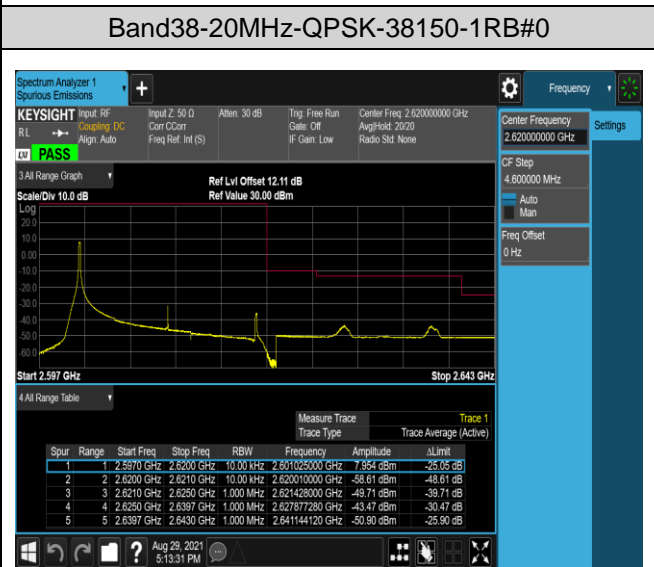 Band38-20MHz-QPSK-38150-1RB#0
Spectrum Analyzer 1
Spurious Emissions
Frequency
KEYSIGHT
Input: RF
Input Z: 50 Ω
Atten: 30 dB
Trig: Free Run
Center Freq: 2.620000000 GHz
RL
Coupling: DC
Corr CCorr
Gate: Off
Avg|Hold: 20/20
Align: Auto
Freq Ref: Int (S)
IF Gain: Low
Radio Std: None
LXI
PASS
Center Frequency
2.620000000 GHz
Settings
CF Step
4.600000 MHz
Auto
Man
Freq Offset
0 Hz
3 All Range Graph
Ref Lvl Offset 12.11 dB
Scale/Div 10.0 dB
Ref Value 30.00 dBm
Log
20.0
10.0
0.00
-10.0
-20.0
-30.0
-40.0
-50.0
-60.0
Start 2.597 GHz
Stop 2.643 GHz
4 All Range Table
Measure Trace Trace 1
Trace Type Trace Average (Active)
Spur Range Start Freq Stop Freq RBW Frequency Amplitude ΔLimit
1 1 2.5970 GHz 2.6200 GHz 10.00 kHz 2.601025000 GHz 7.954 dBm -25.05 dB
2 2 2.6200 GHz 2.6210 GHz 10.00 kHz 2.620010000 GHz -58.61 dBm -48.61 dB
3 3 2.6210 GHz 2.6250 GHz 1.000 MHz 2.621428000 GHz -49.71 dBm -39.71 dB
4 4 2.6250 GHz 2.6397 GHz 1.000 MHz 2.627877280 GHz -43.47 dBm -30.47 dB
5 5 2.6397 GHz 2.6430 GHz 1.000 MHz 2.641144120 GHz -50.90 dBm -25.90 dB
Aug 29, 2021
5:13:31 PM